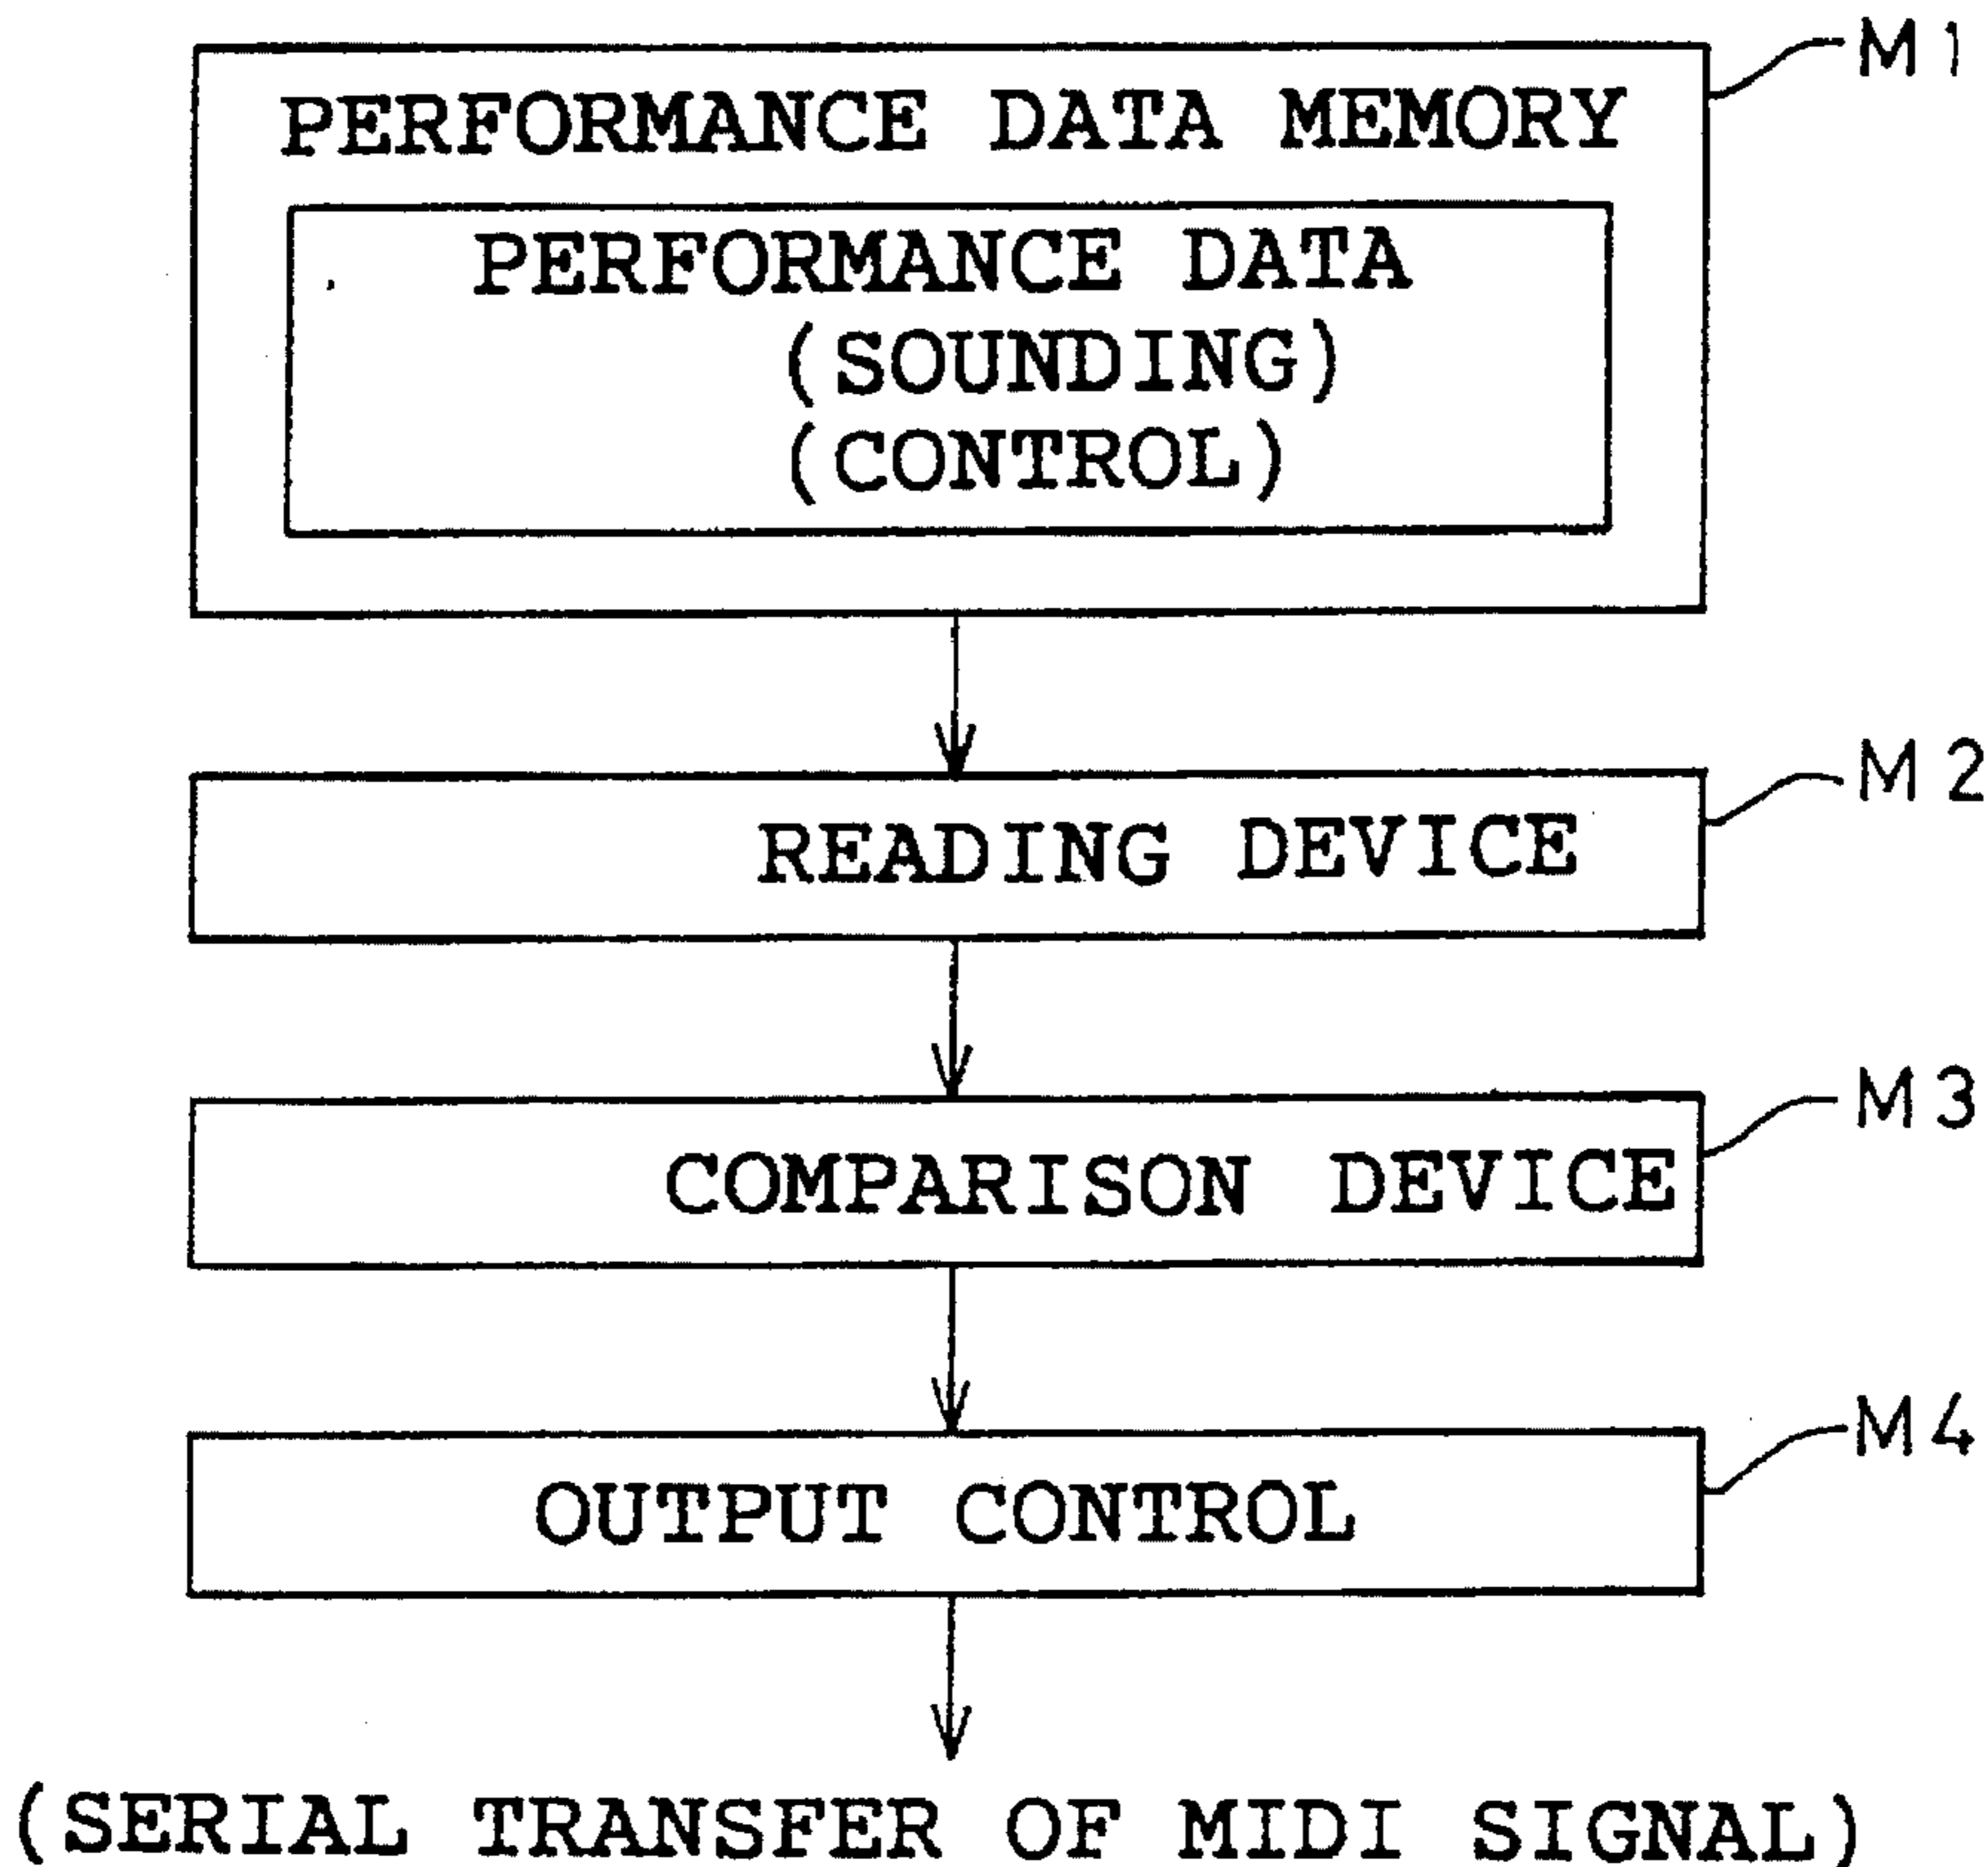 M1
PERFORMANCE DATA MEMORY
PERFORMANCE DATA
(SOUNDING)
(CONTROL)
M2
READING DEVICE
M3
COMPARISON DEVICE
M4
OUTPUT CONTROL
(SERIAL TRANSFER OF MIDI SIGNAL)